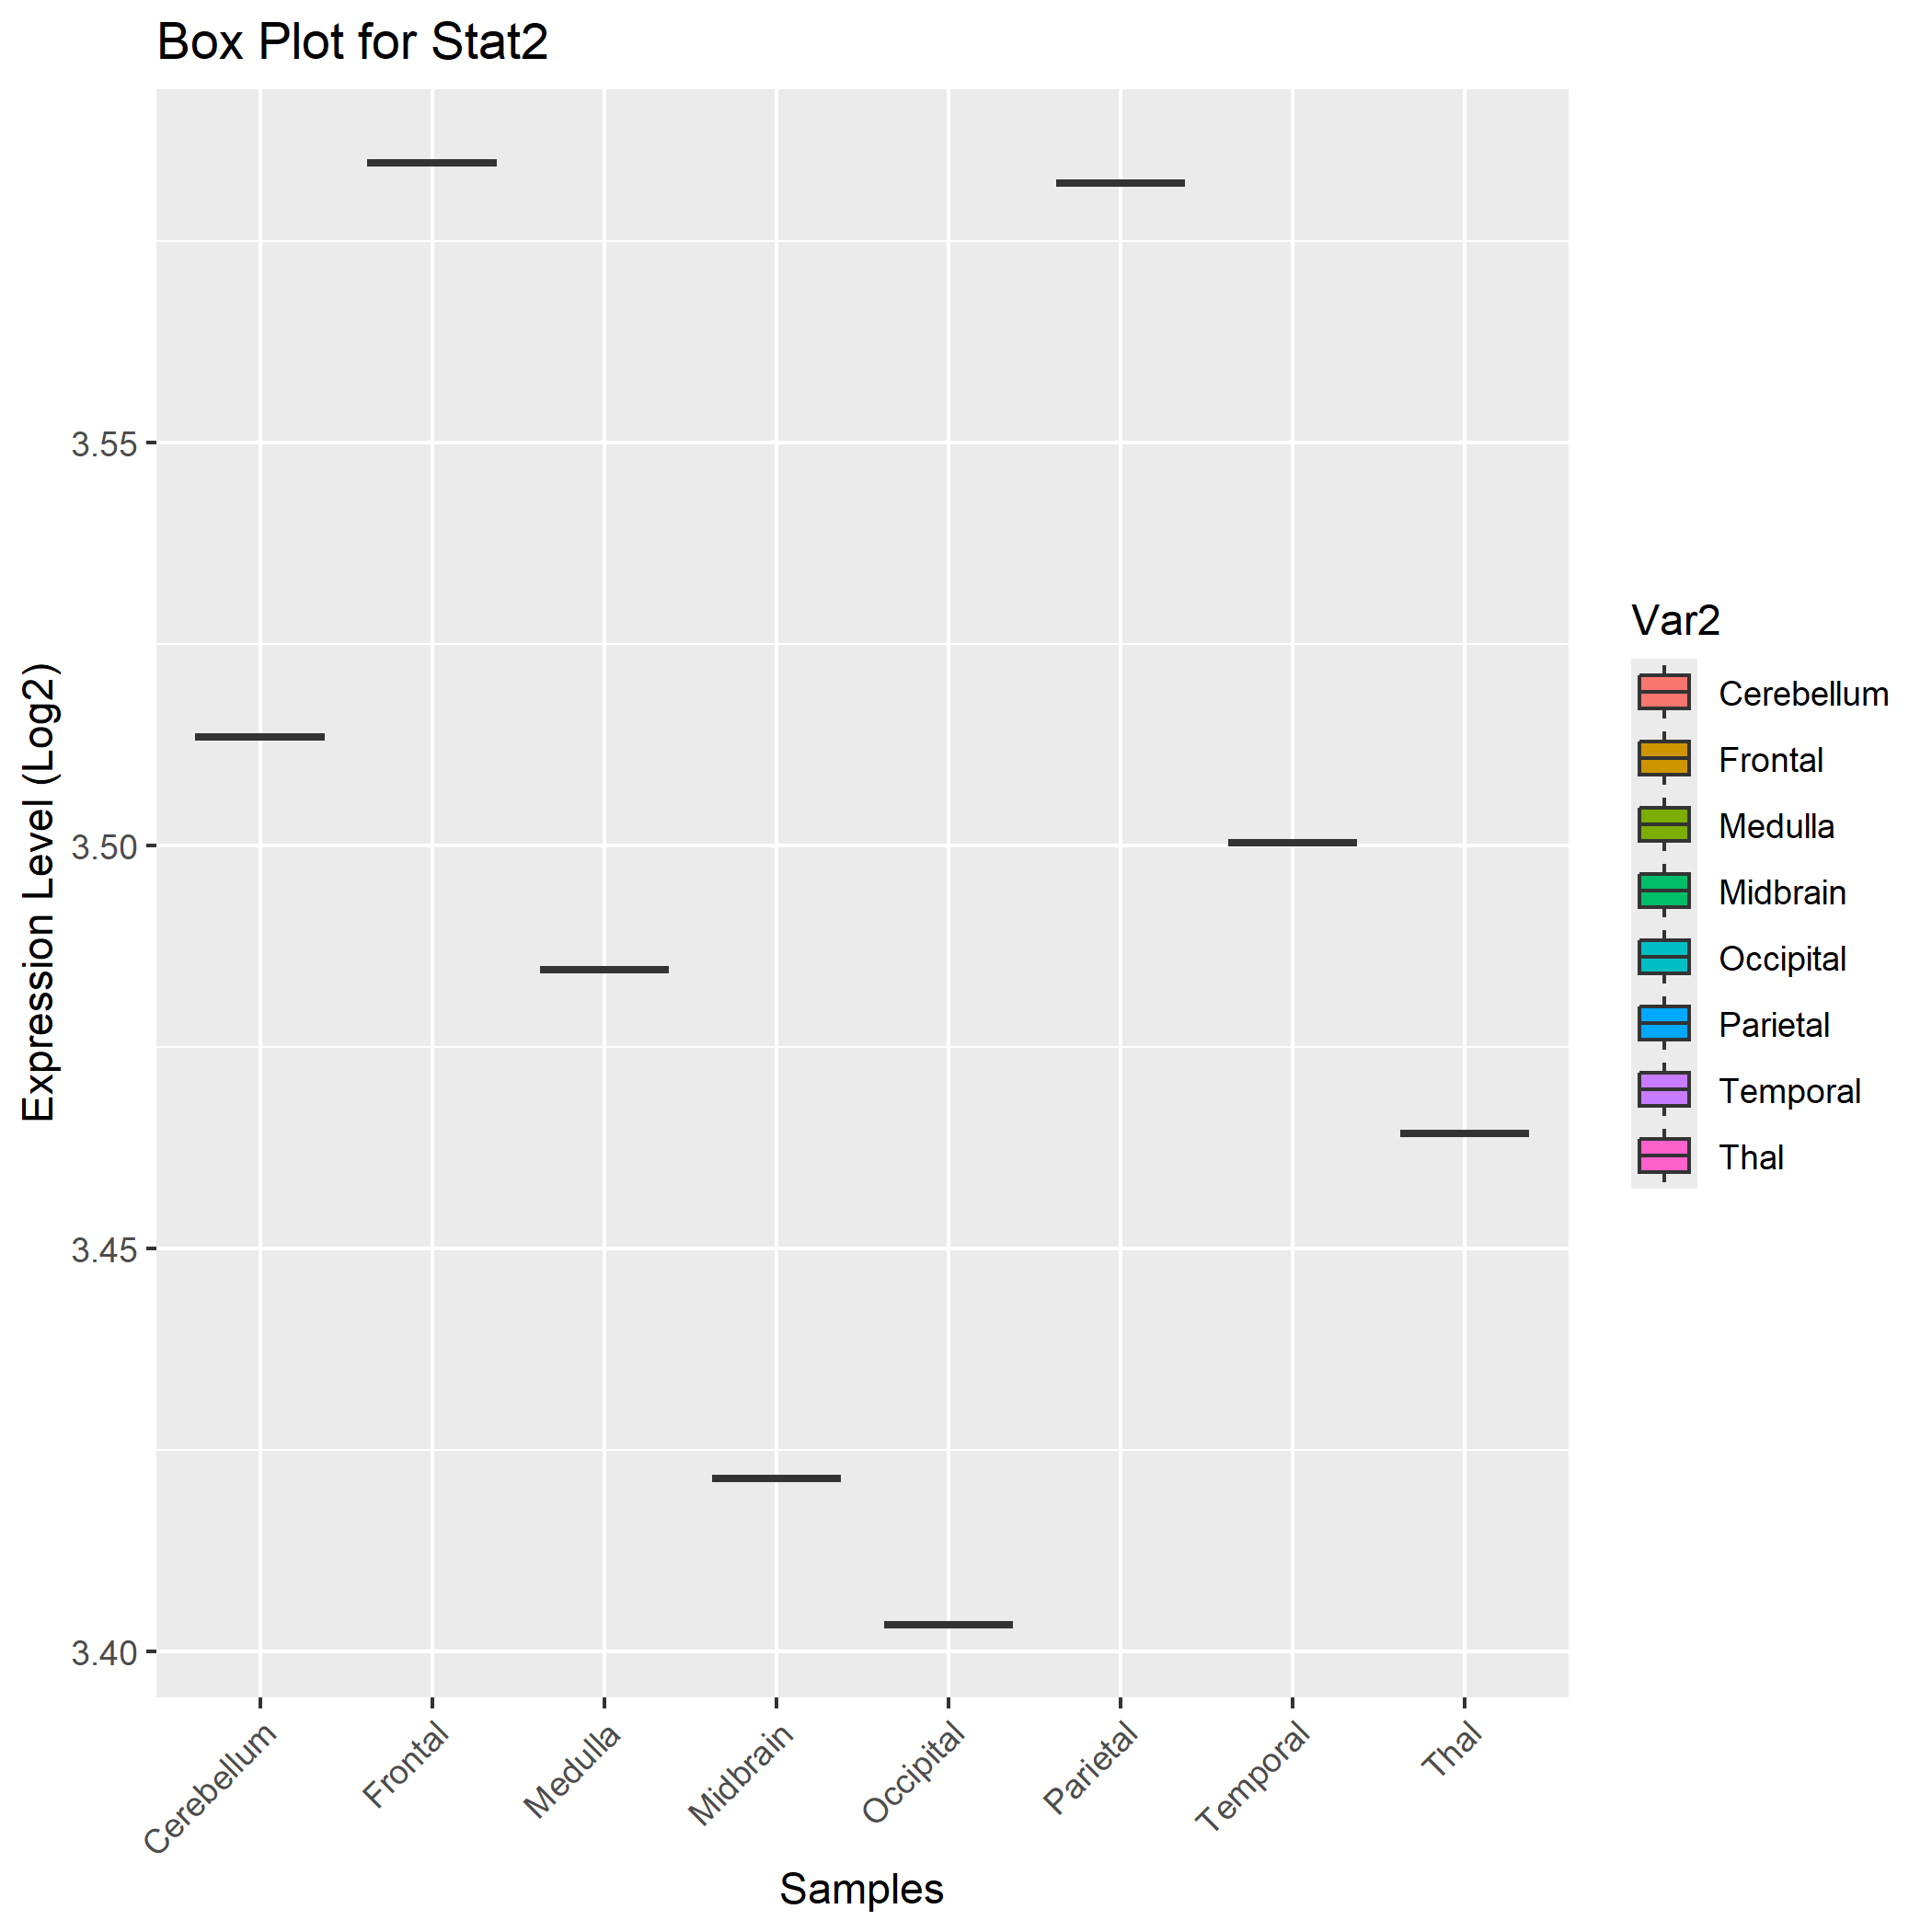 Box Plot for Stat2
Expression Level (Log2)
3.55
3.50
3.45
3.40
Cerebellum
Frontal
Medulla
Midbrain
Occipital
Parietal
Temporal
Thal
Samples
Var2
Cerebellum
Frontal
Medulla
Midbrain
Occipital
Parietal
Temporal
Thal